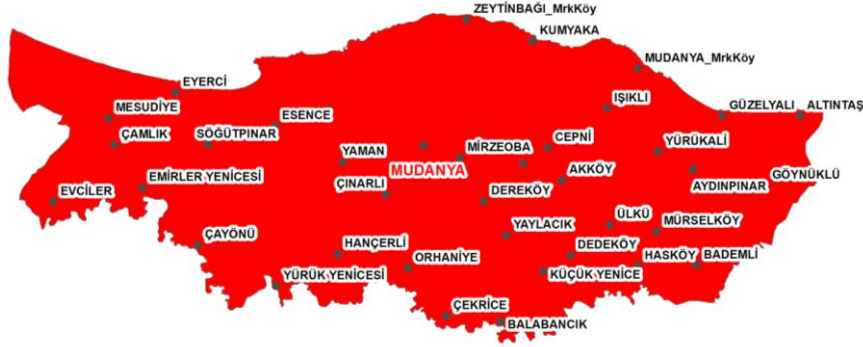 ZEYTİNBAĞI_MrkKöy
KUMYAKA
MUDANYA_MrkKöy
EYERCİ
MESUDİYE
IŞIKLI
GÜZELYALI
ALTINTAŞ
ESENCE
ÇAMLIK
SÖĞÜTPINAR
YAMAN
MİRZEOBA
CEPNİ
YÜRÜKALİ
MUDANYA
EMİRLER YENİCESİ
ÇINARLI
AKKÖY
AYDINPINAR
GÖYNÜKLÜ
EVCİLER
DEREKÖY
ÇAYÖNÜ
YAYLACIK
ÜLKÜ
MÜRSELKÖY
HANÇERLİ
ORHANİYE
DEDEKÖY
HASKÖY
BADEMLİ
YÜRÜK YENİCESİ
KÜÇÜK YENİCE
ÇEKRİCE
BALABANCIK